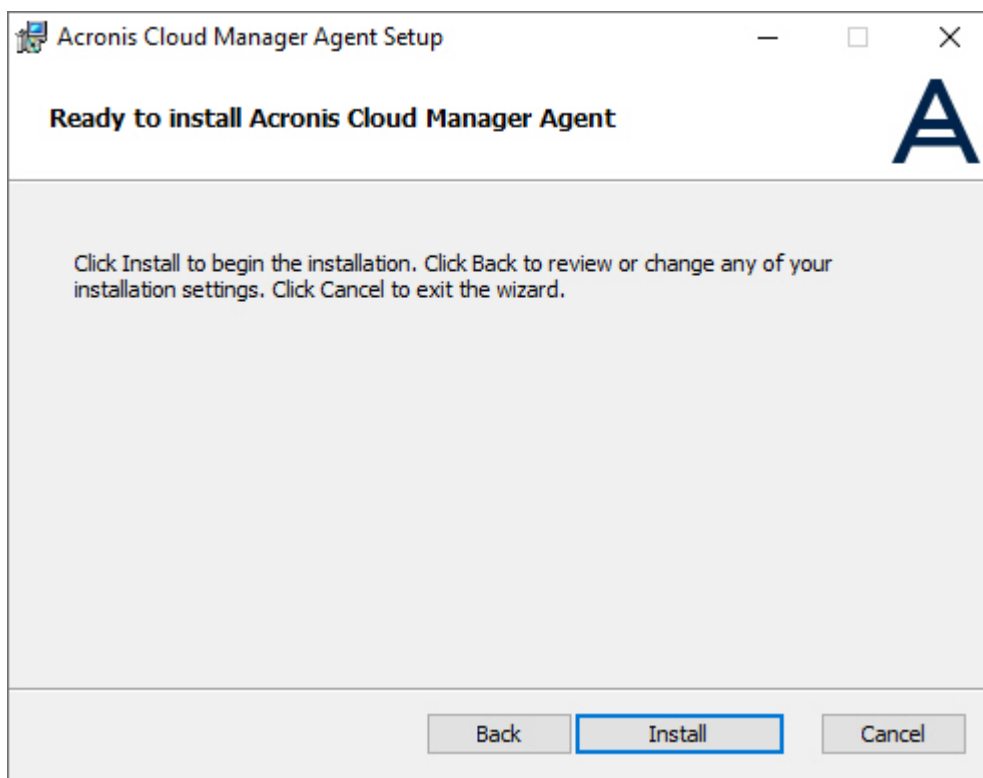 Acronis Cloud Manager Agent Setup
Ready to install Acronis Cloud Manager Agent
Click Install to begin the installation. Click Back to review or change any of your
installation settings. Click Cancel to exit the wizard.
Back Install Cancel